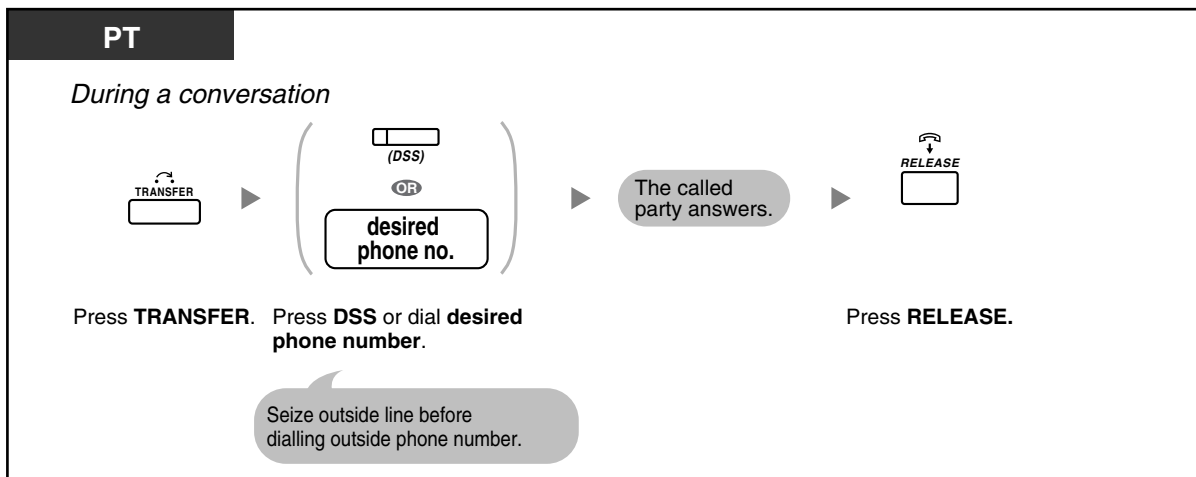 PT
During a conversation
TRANSFER
(DSS)
OR
desired
phone no.
The called
party answers.
RELEASE
Press TRANSFER.
Press DSS or dial desired
phone number.
Press RELEASE.
Seize outside line before
dialling outside phone number.